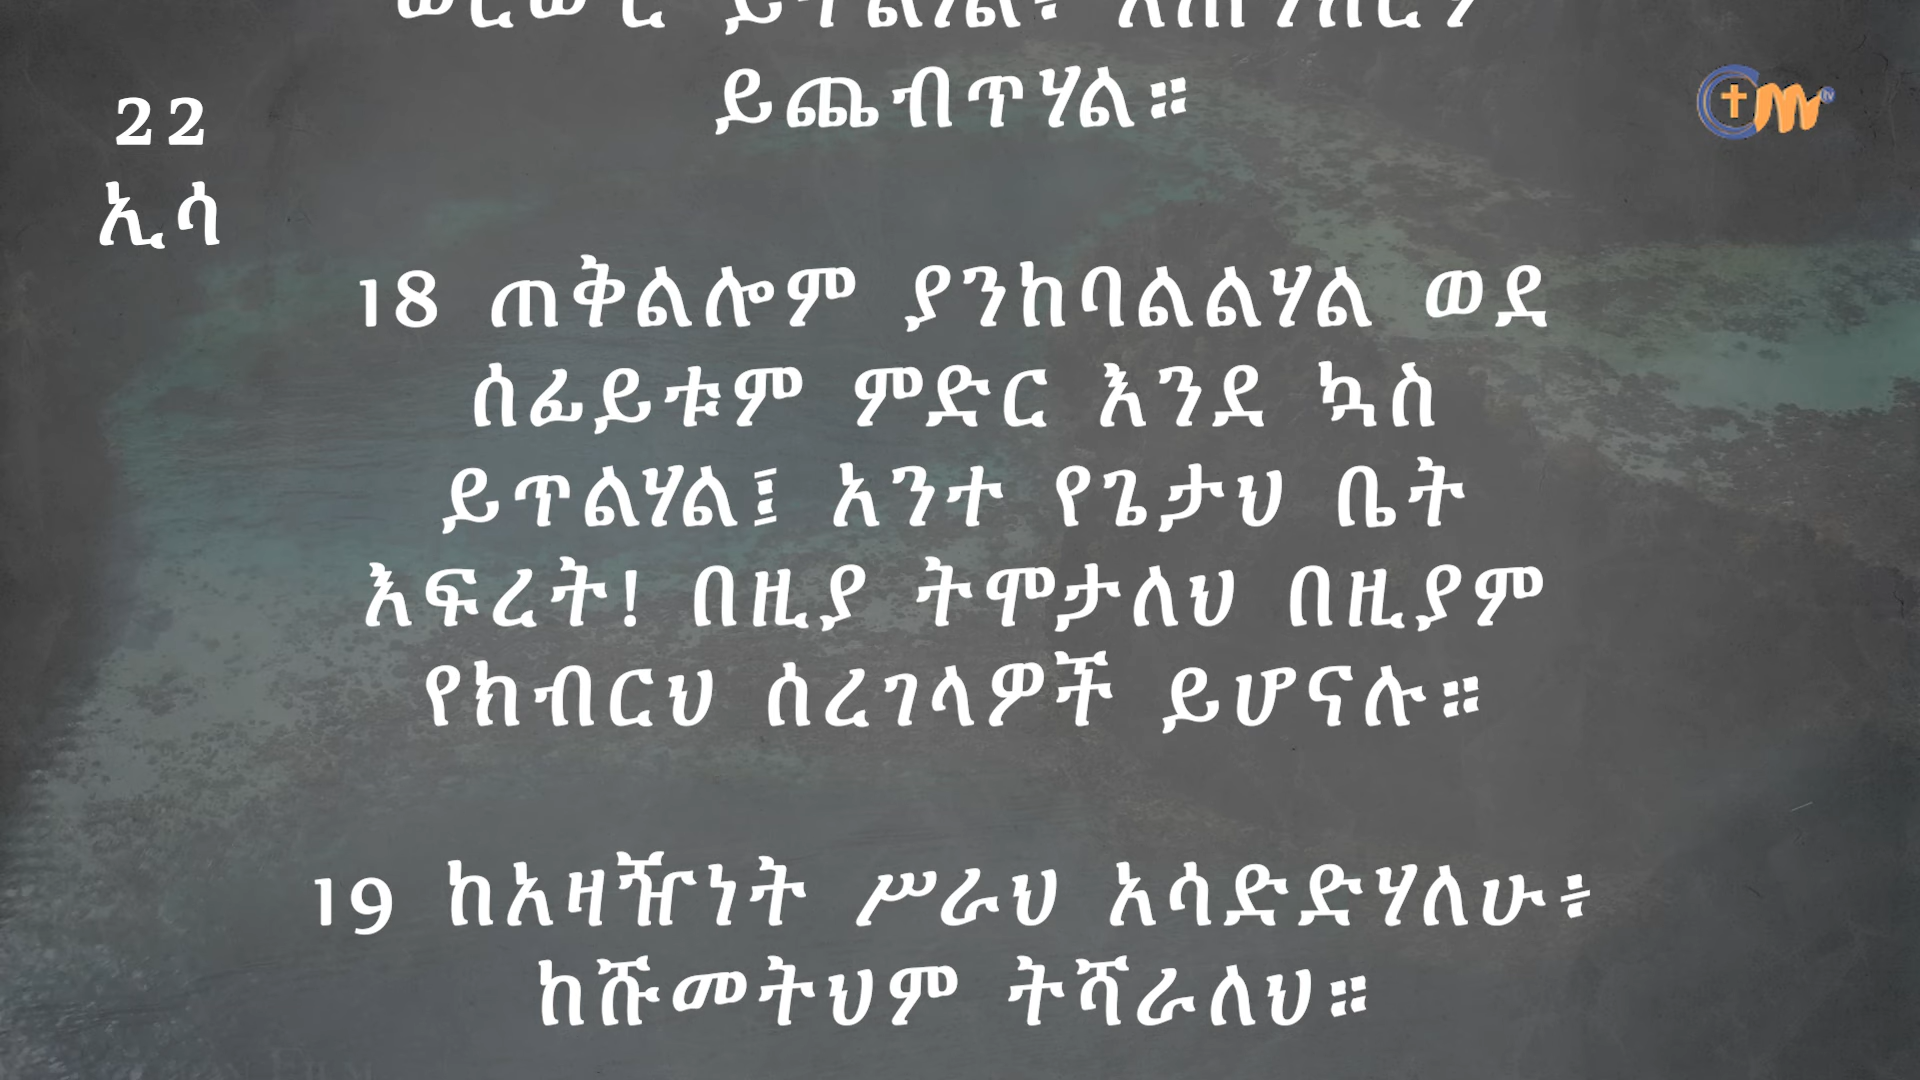 ይጨብጥሃል።
22
ኢሳ
18 ጠቅልሎም ያንከባልልሃል ወደ
ሰፊይቱም ምድር እንደ ኳስ
ይጥልሃል፤ አንተ የጌታህ ቤት
እፍረት! በዚያ ትሞታለህ በዚያም
የክብርህ ሰረገላዎች ይሆናሉ።
19 ከአዛዥነት ሥራህ አሳድድሃለሁ፥
ከሹመትህም ትሻራለህ።